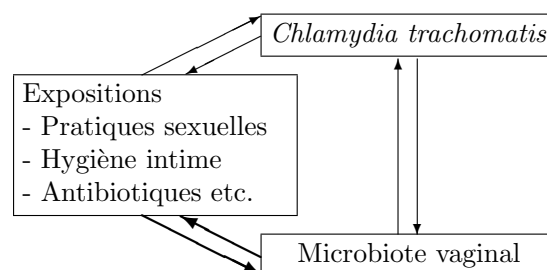 Chlamydia trachomatis
Expositions
- Pratiques sexuelles
- Hygiène intime
- Antibiotiques etc.
Microbiote vaginal